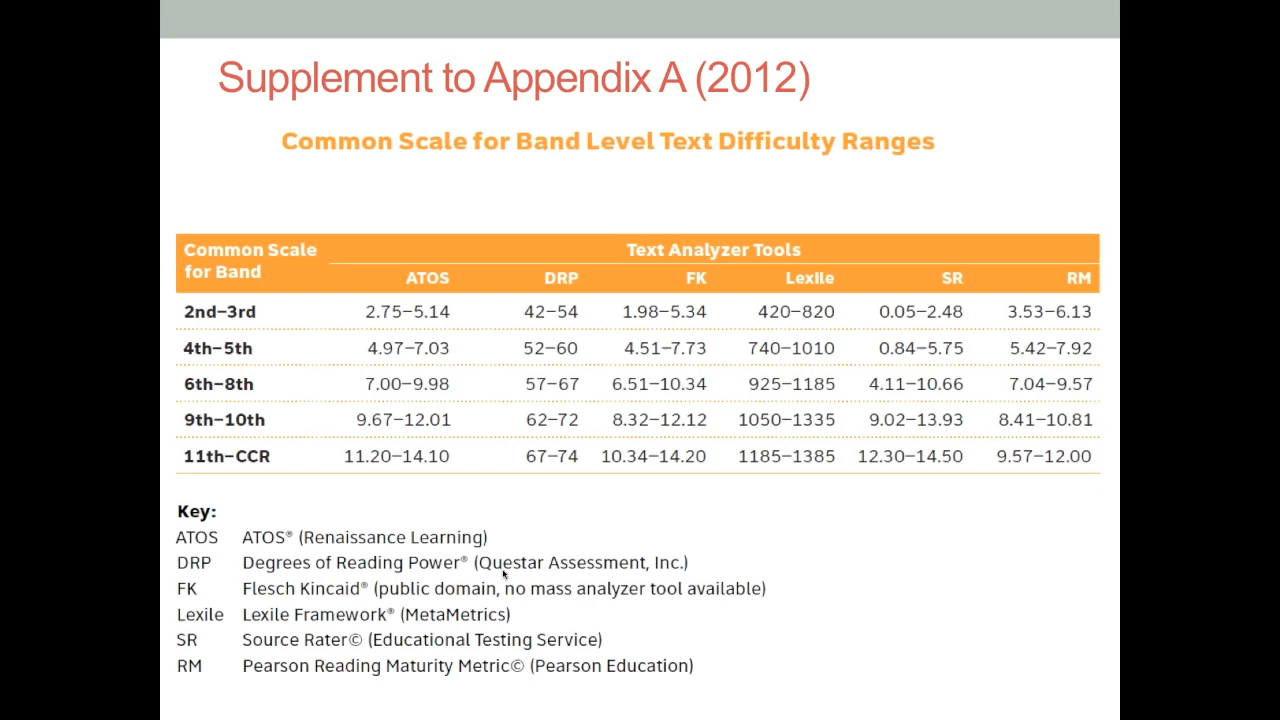 Supplement to Appendix A (2012)
Common Scale for Band Level Text Difficulty Ranges
Common Scale for Band Text Analyzer Tools
ATOS DRP FK Lexile SR RM
2nd–3rd 2.75–5.14 42–54 1.98–5.34 420–820 0.05–2.48 3.53–6.13
4th–5th 4.97–7.03 52–60 4.51–7.73 740–1010 0.84–5.75 5.42–7.92
6th–8th 7.00–9.98 57–67 6.51–10.34 925–1185 4.11–10.66 7.04–9.57
9th–10th 9.67–12.01 62–72 8.32–12.12 1050–1335 9.02–13.93 8.41–10.81
11th–CCR 11.20–14.10 67–74 10.34–14.20 1185–1385 12.30–14.50 9.57–12.00
Key:
ATOS ATOS® (Renaissance Learning)
DRP Degrees of Reading Power® (Questar Assessment, Inc.)
FK Flesch Kincaid® (public domain, no mass analyzer tool available)
Lexile Lexile Framework® (MetaMetrics)
SR Source Rater© (Educational Testing Service)
RM Pearson Reading Maturity Metric© (Pearson Education)